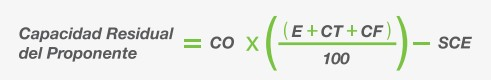 Capacidad Residual
del Proponente = CO x ( (E + CT + CF) / 100 ) - SCE